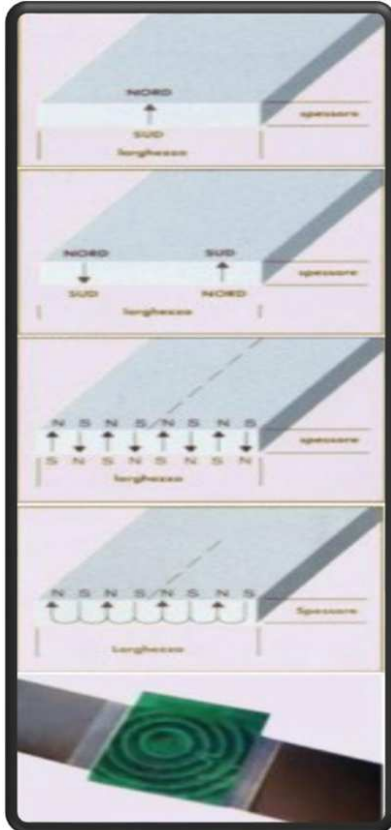 NORD
spessore
SUD
larghezza
NORD SUD
spessore
SUD NORD
larghezza
N S N S N S N S
spessore
S N S N S N S N
larghezza
N S N S N S N S
Spessore
Larghezza